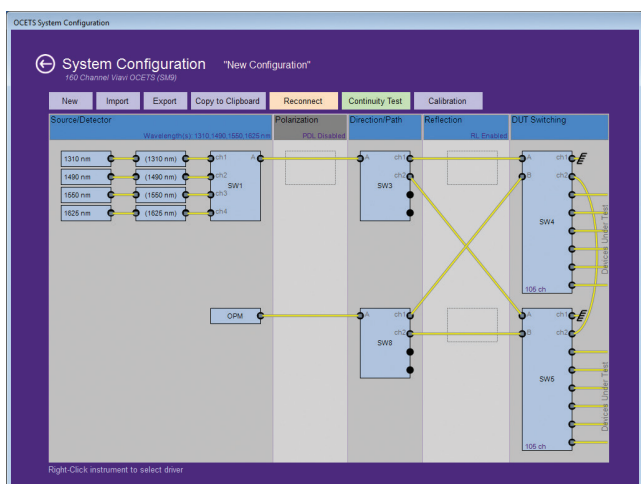 OCETS System Configuration
System Configuration "New Configuration"
160 Channel Viavi OCETS (SM9)
New Import Export Copy to Clipboard Reconnect Continuity Test Calibration
Source/Detector Polarization Direction/Path Reflection DUT Switching
Wavelength(s): 1310,1490,1550,1625 nm PDL Disabled RL Enabled
1310 nm (1310 nm) ch1 A A ch1 A ch1
1490 nm (1490 nm) ch2 ch2 B ch2
SW1 SW3
1550 nm (1550 nm) ch3
1625 nm (1625 nm) ch4
SW4
Devices Under Test
105 ch
OPM A ch1 A ch1
ch2 B ch2
SW8
SW5
Devices Under Test
105 ch
Right-Click instrument to select driver